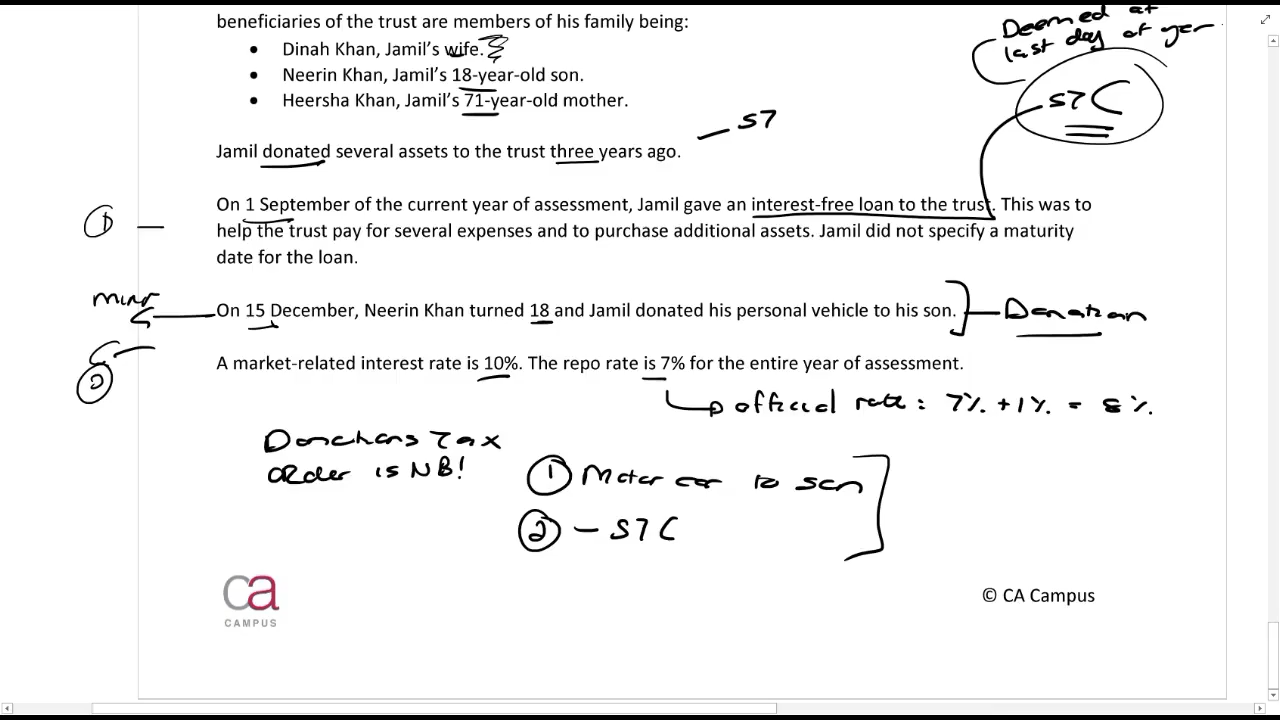 beneficiaries of the trust are members of his family being:
Deemed at
last day of year
• Dinah Khan, Jamil's wife.
• Neerin Khan, Jamil's 18-year-old son.
• Heersha Khan, Jamil's 71-year-old mother.
S7C
S7
Jamil donated several assets to the trust three years ago.
On 1 September of the current year of assessment, Jamil gave an interest-free loan to the trust. This was to
① help the trust pay for several expenses and to purchase additional assets. Jamil did not specify a maturity
date for the loan.
On 15 December, Neerin Khan turned 18 and Jamil donated his personal vehicle to his son. Donation
②
A market-related interest rate is 10%. The repo rate is 7% for the entire year of assessment.
official rate: 7% + 1% = 8%.
Donations Tax
order is NB!
① Motor car to son
② - S7C
ca
CAMPUS
© CA Campus